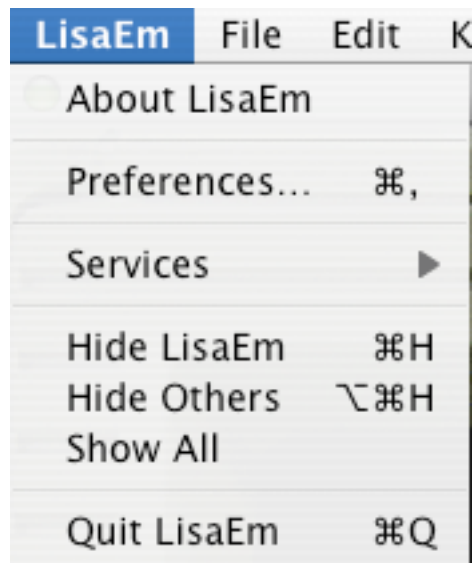 LisaEm File Edit K
About LisaEm
Preferences... ⌘,
Services ▶
Hide LisaEm ⌘H
Hide Others ⌥⌘H
Show All
Quit LisaEm ⌘Q